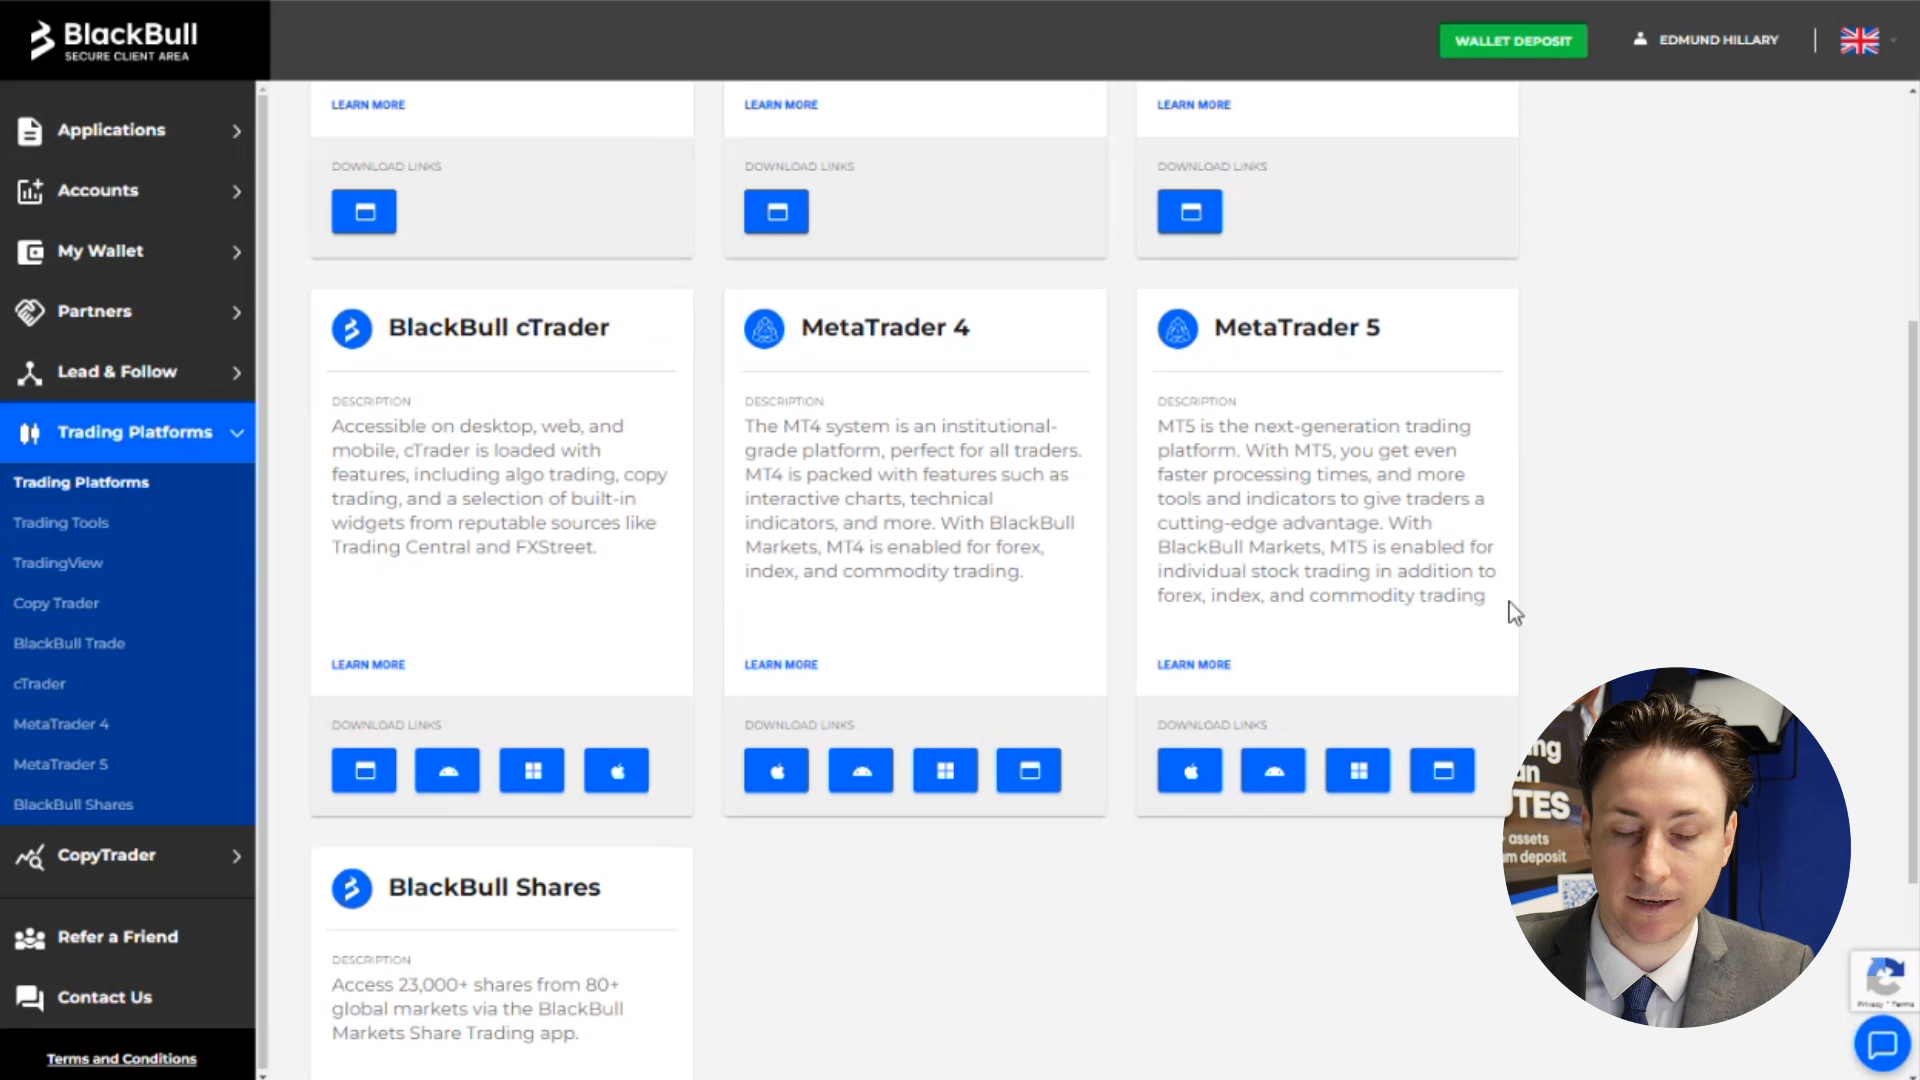 BlackBull
SECURE CLIENT AREA
WALLET DEPOSIT
EDMUND HILLARY
Applications
Accounts
My Wallet
Partners
Lead & Follow
Trading Platforms
Trading Platforms
Trading Tools
TradingView
Copy Trader
BlackBull Trade
cTrader
MetaTrader 4
MetaTrader 5
BlackBull Shares
CopyTrader
Refer a Friend
Contact Us
Terms and Conditions
LEARN MORE
DOWNLOAD LINKS
LEARN MORE
DOWNLOAD LINKS
LEARN MORE
DOWNLOAD LINKS
BlackBull cTrader
DESCRIPTION
Accessible on desktop, web, and
mobile, cTrader is loaded with
features, including algo trading, copy
trading, and a selection of built-in
widgets from reputable sources like
Trading Central and FXStreet.
LEARN MORE
DOWNLOAD LINKS
MetaTrader 4
DESCRIPTION
The MT4 system is an institutional-
grade platform, perfect for all traders.
MT4 is packed with features such as
interactive charts, technical
indicators, and more. With BlackBull
Markets, MT4 is enabled for forex,
index, and commodity trading.
LEARN MORE
DOWNLOAD LINKS
MetaTrader 5
DESCRIPTION
MT5 is the next-generation trading
platform. With MT5, you get even
faster processing times, and more
tools and indicators to give traders a
cutting-edge advantage. With
BlackBull Markets, MT5 is enabled for
individual stock trading in addition to
forex, index, and commodity trading
LEARN MORE
DOWNLOAD LINKS
BlackBull Shares
DESCRIPTION
Access 23,000+ shares from 80+
global markets via the BlackBull
Markets Share Trading app.
ng
an
UTES
assets
m deposit
Privacy - Terms